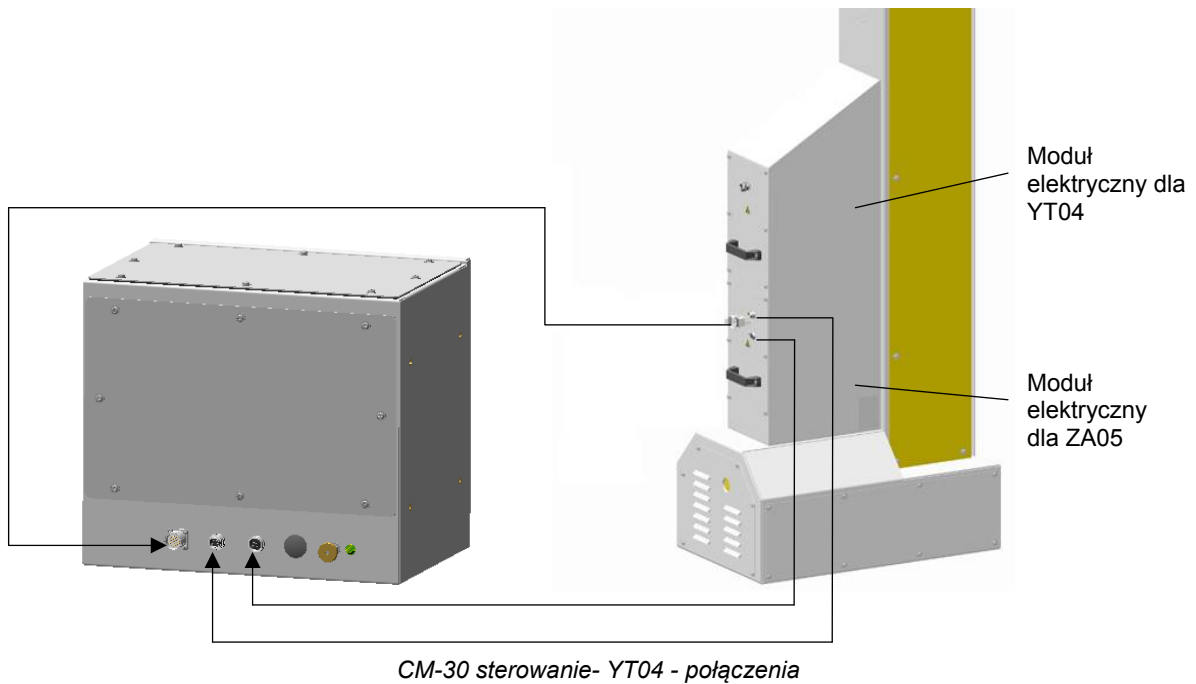 Moduł
elektryczny dla
YT04
Moduł
elektryczny
dla ZA05
CM-30 sterowanie- YT04 - połączenia